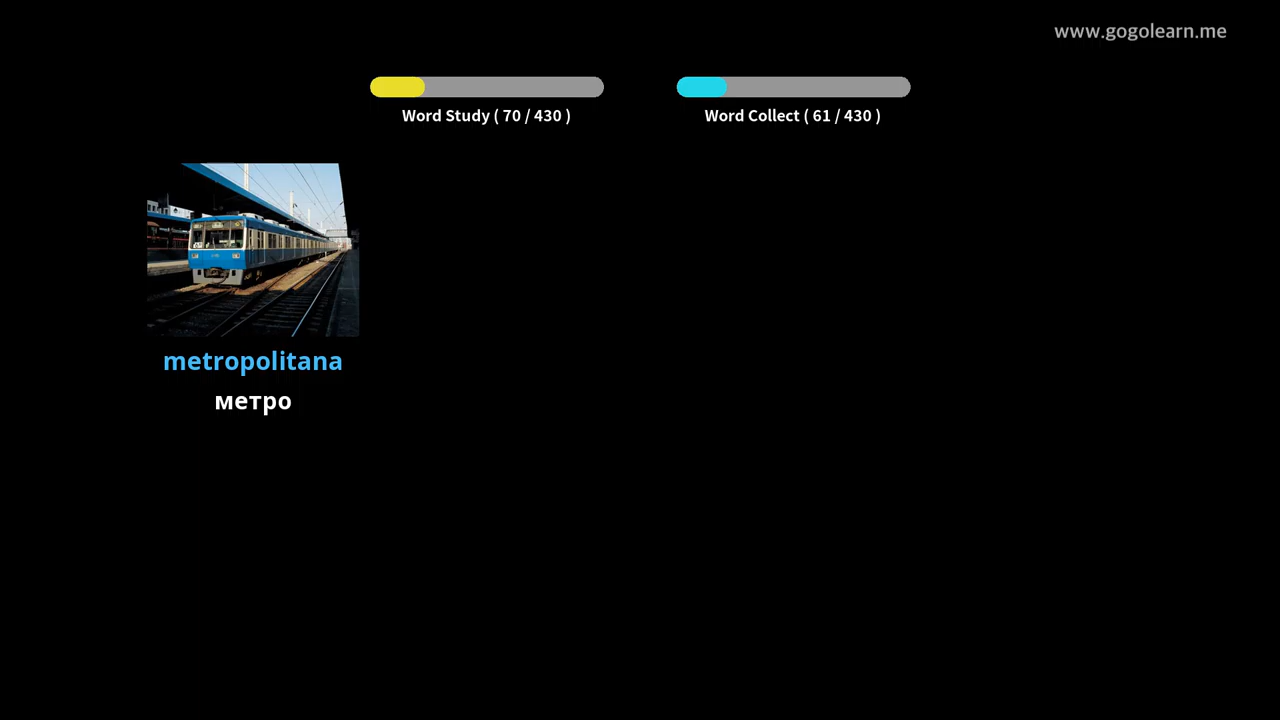 www.gogolearn.me
Word Study ( 70 / 430 )
Word Collect ( 61 / 430 )
metropolitana
метро